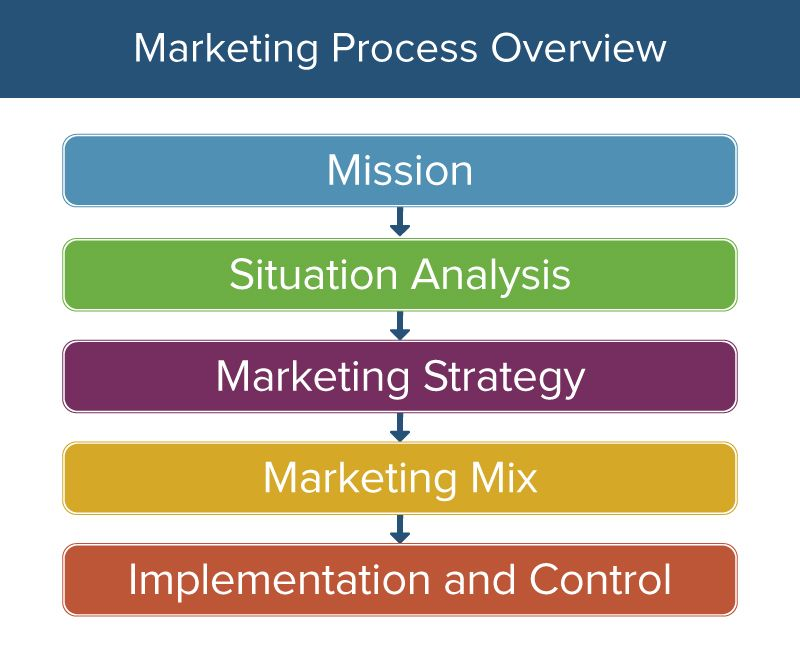 Marketing Process Overview
Mission
Situation Analysis
Marketing Strategy
Marketing Mix
Implementation and Control